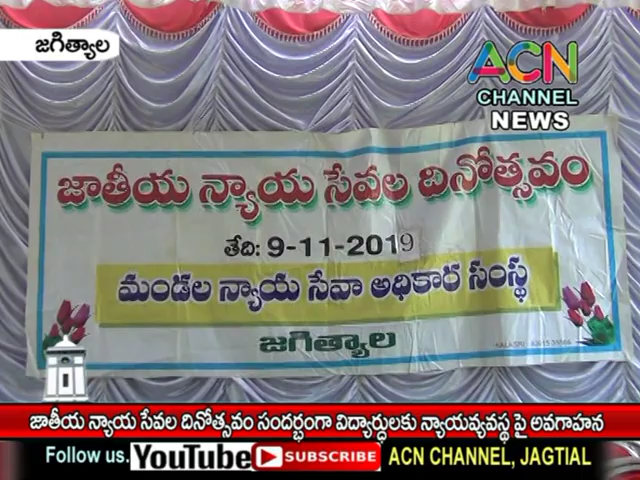 జగిత్యాల
ACN
CHANNEL
NEWS
జాతీయ న్యాయ సేవల దినోత్సవం
తేది: 9-11-2019
మండల న్యాయ సేవా అధికార సంస్థ
జగిత్యాల
జాతీయ న్యాయ సేవల దినోత్సవం సందర్భంగా విద్యార్ధులకు న్యాయవ్యవస్థ పై అవగాహన
Follow us. YouTube SUBSCRIBE ACN CHANNEL, JAGTIAL